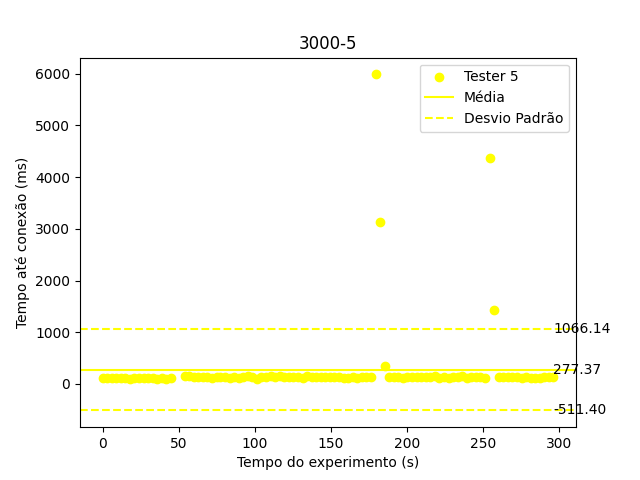 3000-5
Tester 5
Média
Desvio Padrão
6000
5000
4000
3000
2000
1000
0
Tempo até conexão (ms)
1066.14
277.37
-511.40
0 50 100 150 200 250 300
Tempo do experimento (s)